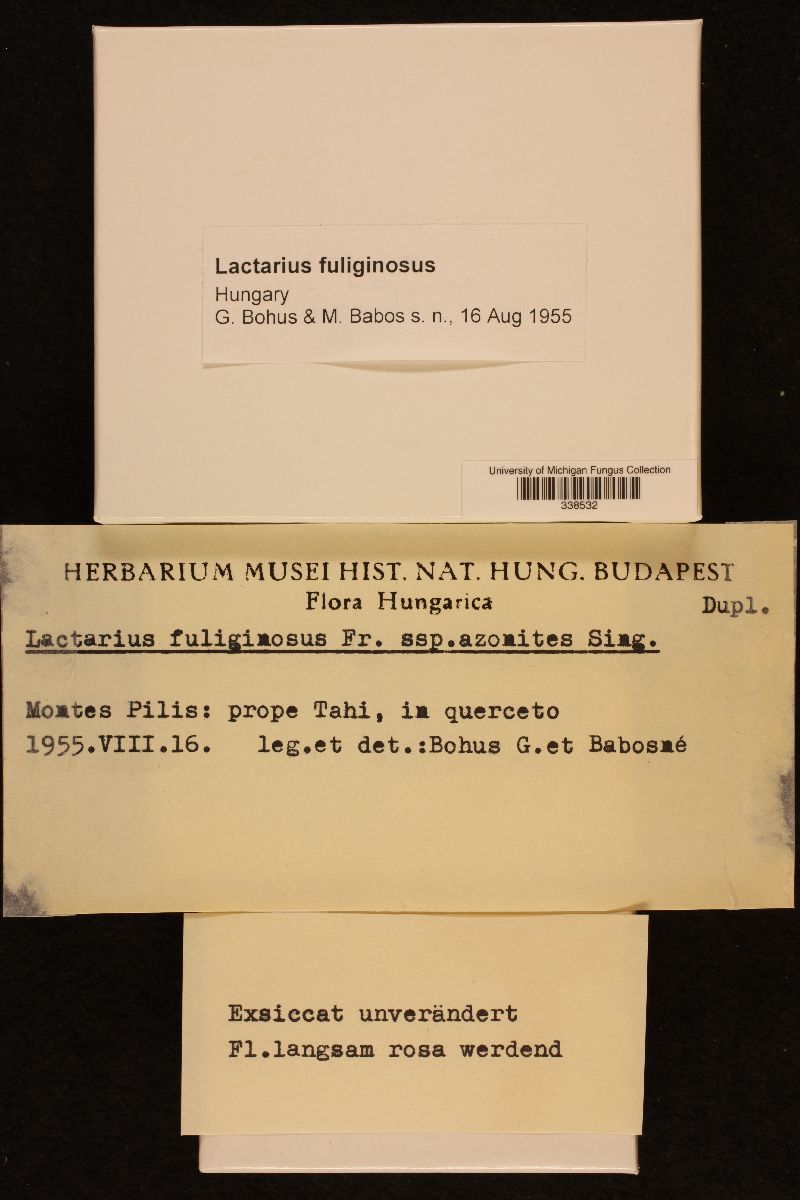 Lactarius fuliginosus
Hungary
G. Bohus & M. Babos s. n., 16 Aug 1955
University of Michigan Fungus Collection
338532
HERBARIUM MUSEI HIST. NAT. HUNG. BUDAPEST
Flora Hungarica
Dupl.
Lactarius fuliginosus Fr. ssp.azonites Sing.
Montes Pilis: prope Tahi, in querceto
1955.VIII.16. leg.et det.:Bohus G.et Babosné
Exsiccat unverändert
Fl.langsam rosa werdend